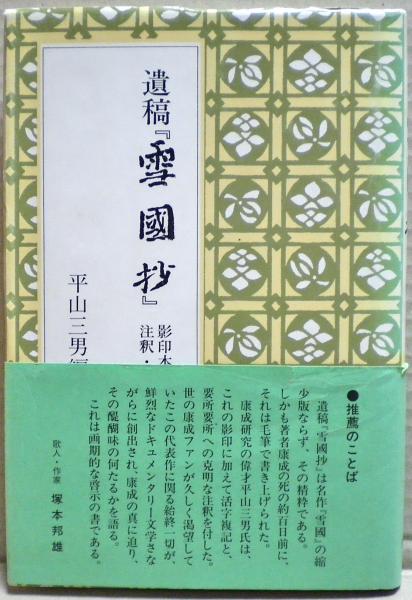 遺稿『雪國抄』
影印本
注釈・
平山三男編
●推薦のことば
遺稿『雪國抄』は名作『雪國』の縮
少版ならず、その精粋である。
しかも著者康成の死の約百日前に、
それは毛筆で書き上げられた。
康成研究の偉才平山三男氏は、
これの影印に加えて活字複記と、
要所要所への克明な注釈を付した。
世の康成ファンが久しく渇望して
いたこの代表作に関る始終一切が、
鮮烈なドキュメンタリー文学さな
がらに創出され、康成の真に迫り、
その醍醐味の何たるかを語る。
これは画期的な啓示の書である。
歌人・作家 塚本邦雄